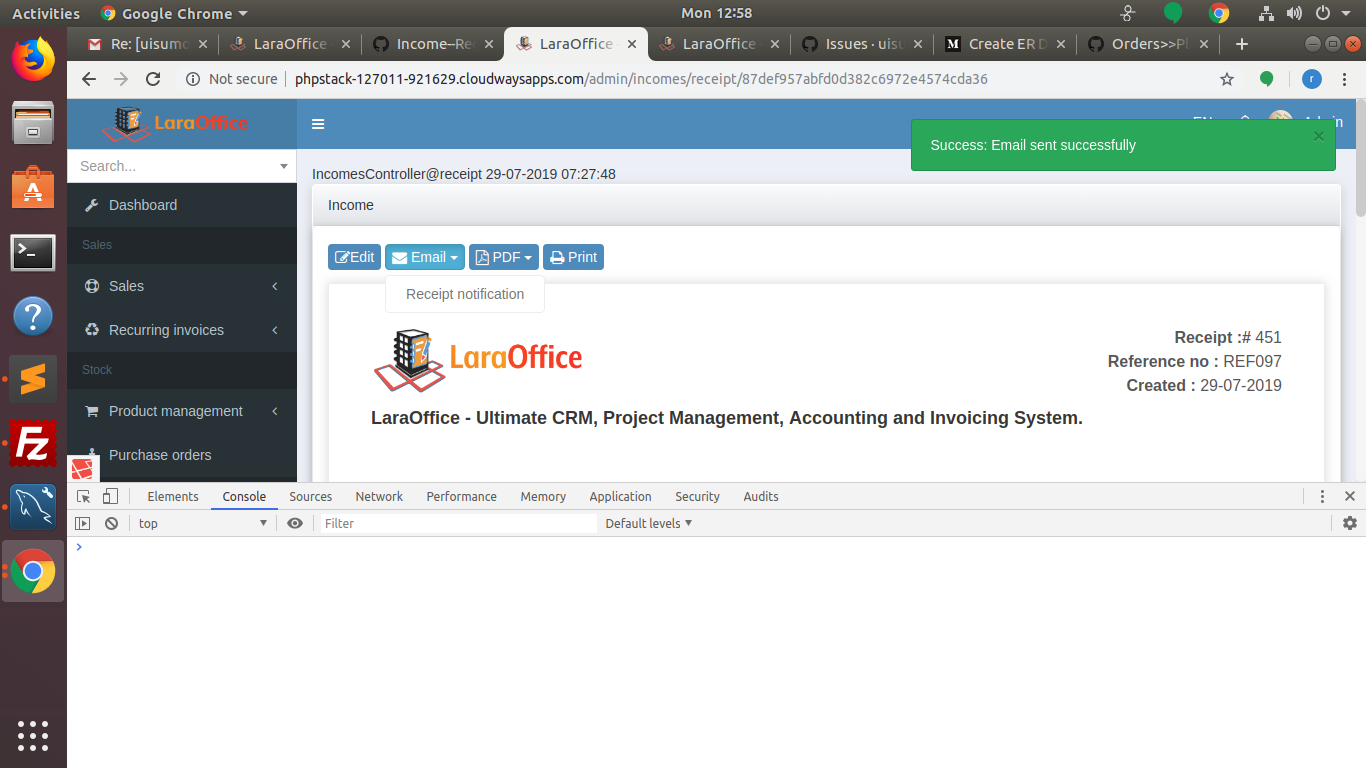 Activities Google Chrome Mon 12:58
Re: [uisumo LaraOffice Income--Re LaraOffice - LaraOffice - Issues · uisu Create ER D Orders>>Pl
Not secure | phpstack-127011-921629.cloudwaysapps.com/admin/incomes/receipt/87def957abfd0d382c6972e4574cda36 r
LaraOffice
Success: Email sent successfully ×
Search...
IncomesController@receipt 29-07-2019 07:27:48
Income
Dashboard
Sales
Sales
Recurring invoices
Stock
Product management
Purchase orders
Edit Email PDF Print
Receipt notification
LaraOffice
Receipt :# 451
Reference no : REF097
Created : 29-07-2019
LaraOffice - Ultimate CRM, Project Management, Accounting and Invoicing System.
Elements Console Sources Network Performance Memory Application Security Audits
top Filter Default levels